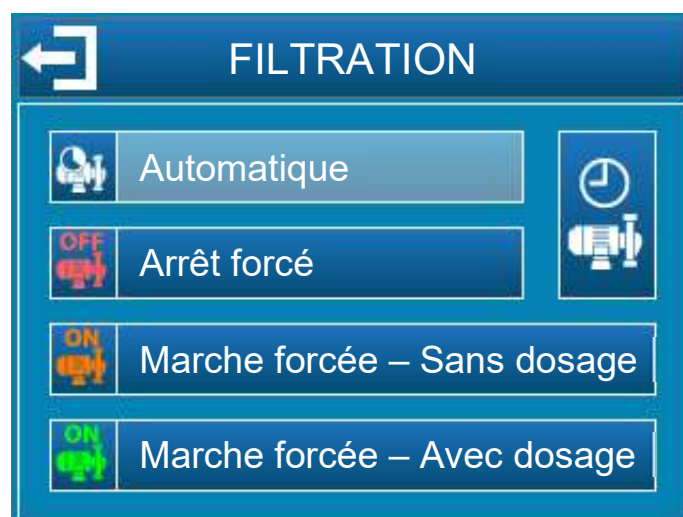 FILTRATION
Automatique
OFF
Arrêt forcé
ON
Marche forcée – Sans dosage
ON
Marche forcée – Avec dosage